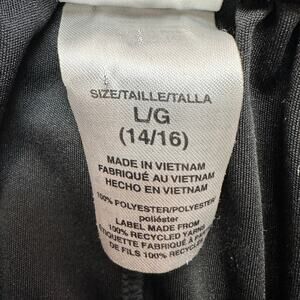 SIZE/TAILLE/TALLA
L/G
(14/16)
MADE IN VIETNAM
FABRIQUÉ AU VIETNAM
HECHO EN VIETNAM
100% POLYESTER/POLYESTER
poliéster
LABEL MADE FROM
100% RECYCLED YARNS
ÉTIQUETTE FABRIQUÉE À
DE FILS 100% RECYCLÉS